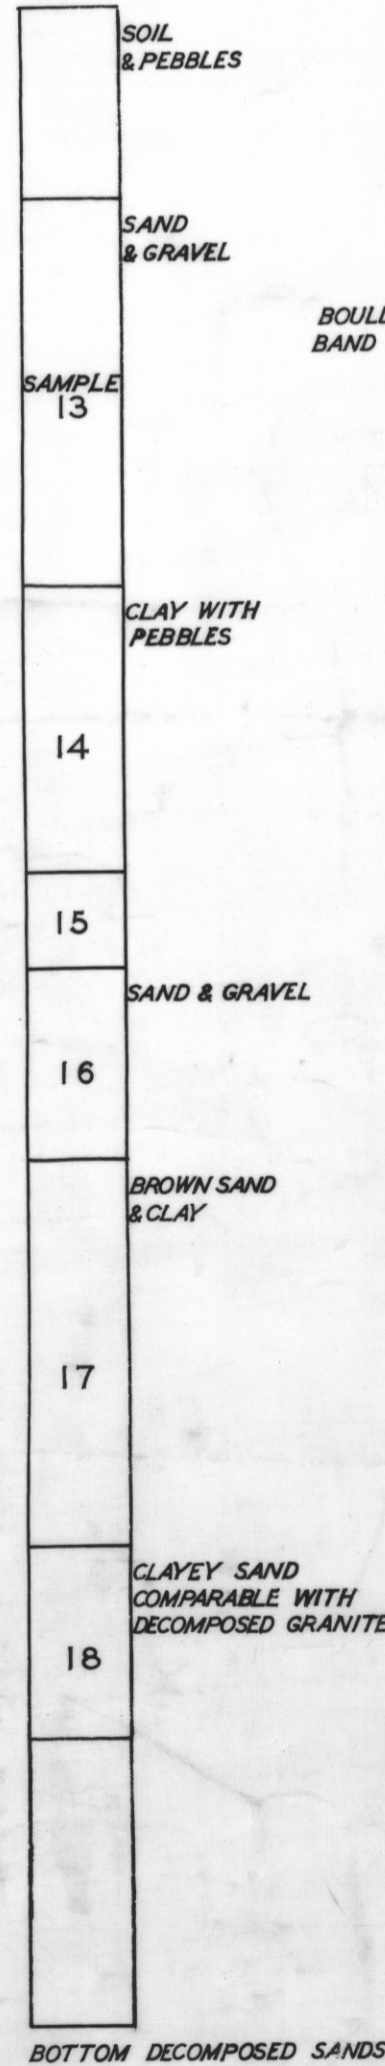 SOIL
& PEBBLES
SAND
& GRAVEL
BAND
SAMPLE
13
CLAY WITH
PEBBLES
14
15
SAND & GRAVEL
16
BROWN SAND
& CLAY
17
CLAYEY SAND
COMPARABLE WITH
DECOMPOSED GRANITE
18
BOTTOM DECOMPOSED SANDS